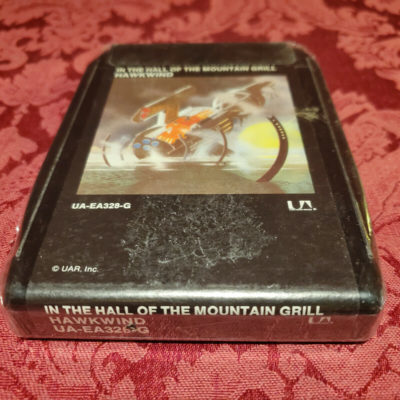 IN THE HALL OF THE MOUNTAIN GRILL
HAWKWIND
UA-EA328-G
UA
© UAR, Inc.
IN THE HALL OF THE MOUNTAIN GRILL
HAWKWIND
UA
UA-EA328-G